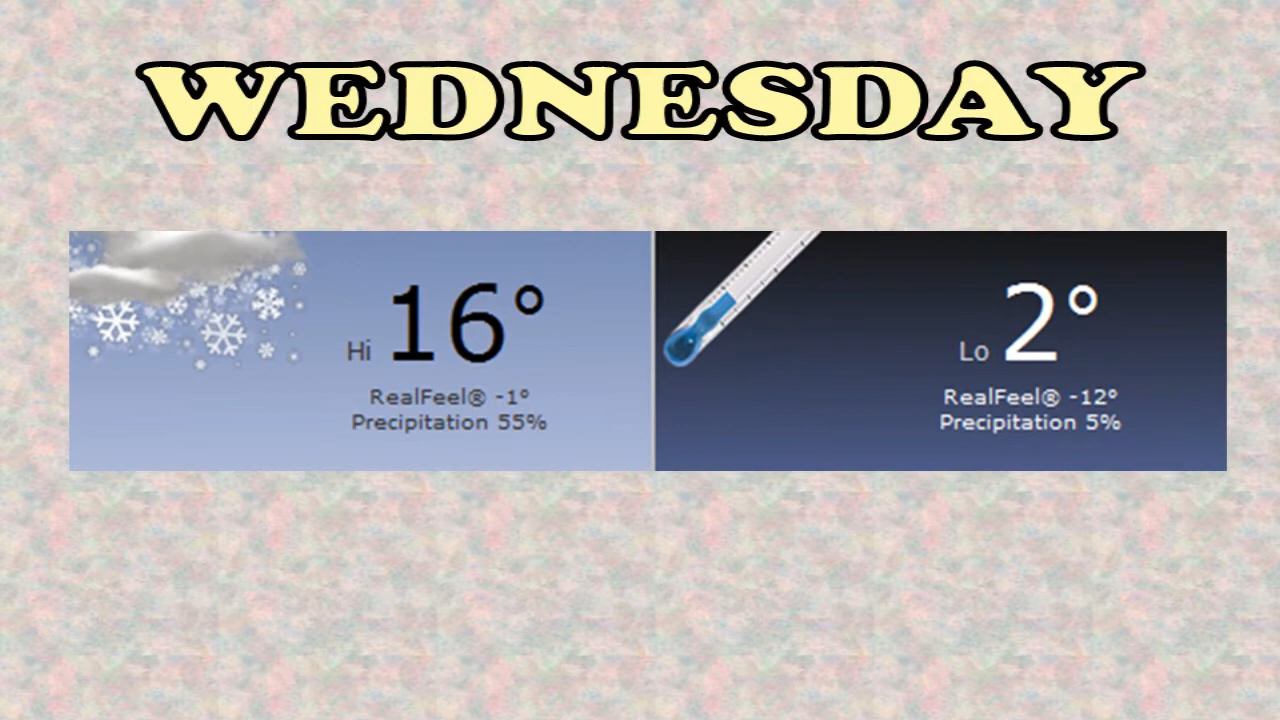 WEDNESDAY
Hi 16°
RealFeel® -1°
Precipitation 55%
Lo 2°
RealFeel® -12°
Precipitation 5%